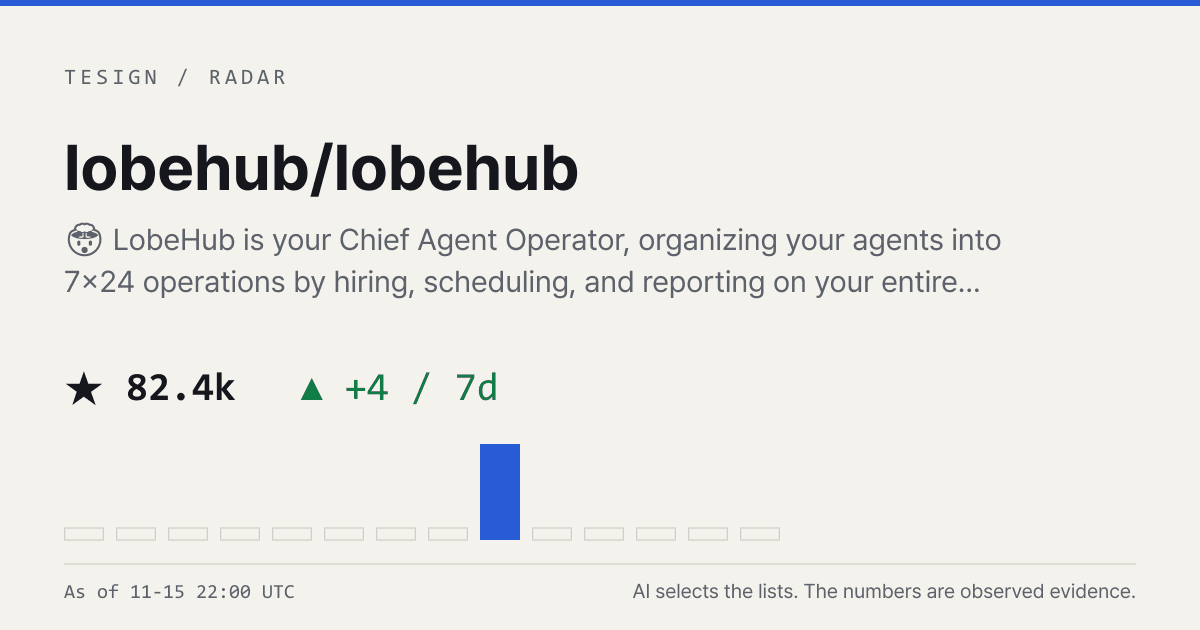 TESIGN / RADAR
lobehub/lobehub
🤯 LobeHub is your Chief Agent Operator, organizing your agents into
7×24 operations by hiring, scheduling, and reporting on your entire…
★ 82.4k ▲ +4 / 7d
As of 11-15 22:00 UTC
AI selects the lists. The numbers are observed evidence.